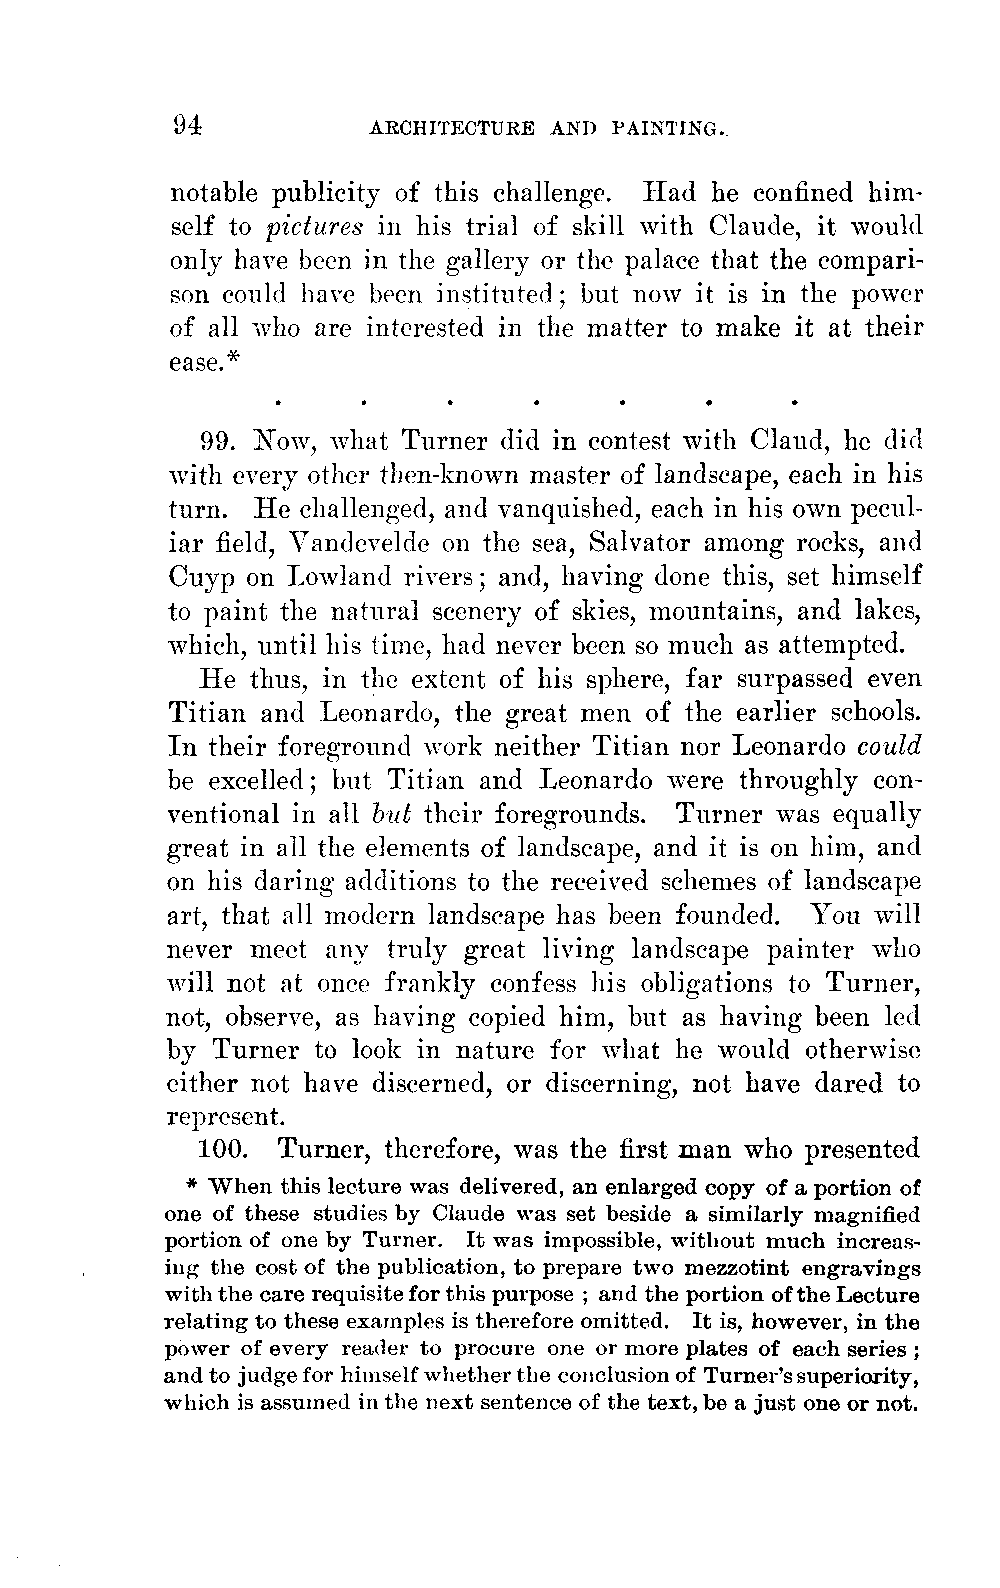 94 ARCHITECTURE AND PAINTING.
notable publicity of this challenge. Had he confined him-
self to pictures in his trial of skill with Claude, it would
only have been in the gallery or the palace that the compari-
son could have been instituted; but now it is in the power
of all who are interested in the matter to make it at their
ease.*
. . . . . . .
99. Now, what Turner did in contest with Claud, he did
with every other then-known master of landscape, each in his
turn. He challenged, and vanquished, each in his own pecul-
iar field, Vandevelde on the sea, Salvator among rocks, and
Cuyp on Lowland rivers; and, having done this, set himself
to paint the natural scenery of skies, mountains, and lakes,
which, until his time, had never been so much as attempted.
He thus, in the extent of his sphere, far surpassed even
Titian and Leonardo, the great men of the earlier schools.
In their foreground work neither Titian nor Leonardo could
be excelled; but Titian and Leonardo were throughly con-
ventional in all but their foregrounds. Turner was equally
great in all the elements of landscape, and it is on him, and
on his daring additions to the received schemes of landscape
art, that all modern landscape has been founded. You will
never meet any truly great living landscape painter who
will not at once frankly confess his obligations to Turner,
not, observe, as having copied him, but as having been led
by Turner to look in nature for what he would otherwise
either not have discerned, or discerning, not have dared to
represent.
100. Turner, therefore, was the first man who presented
* When this lecture was delivered, an enlarged copy of a portion of
one of these studies by Claude was set beside a similarly magnified
portion of one by Turner. It was impossible, without much increas-
ing the cost of the publication, to prepare two mezzotint engravings
with the care requisite for this purpose ; and the portion of the Lecture
relating to these examples is therefore omitted. It is, however, in the
power of every reader to procure one or more plates of each series ;
and to judge for himself whether the conclusion of Turner's superiority,
which is assumed in the next sentence of the text, be a just one or not.